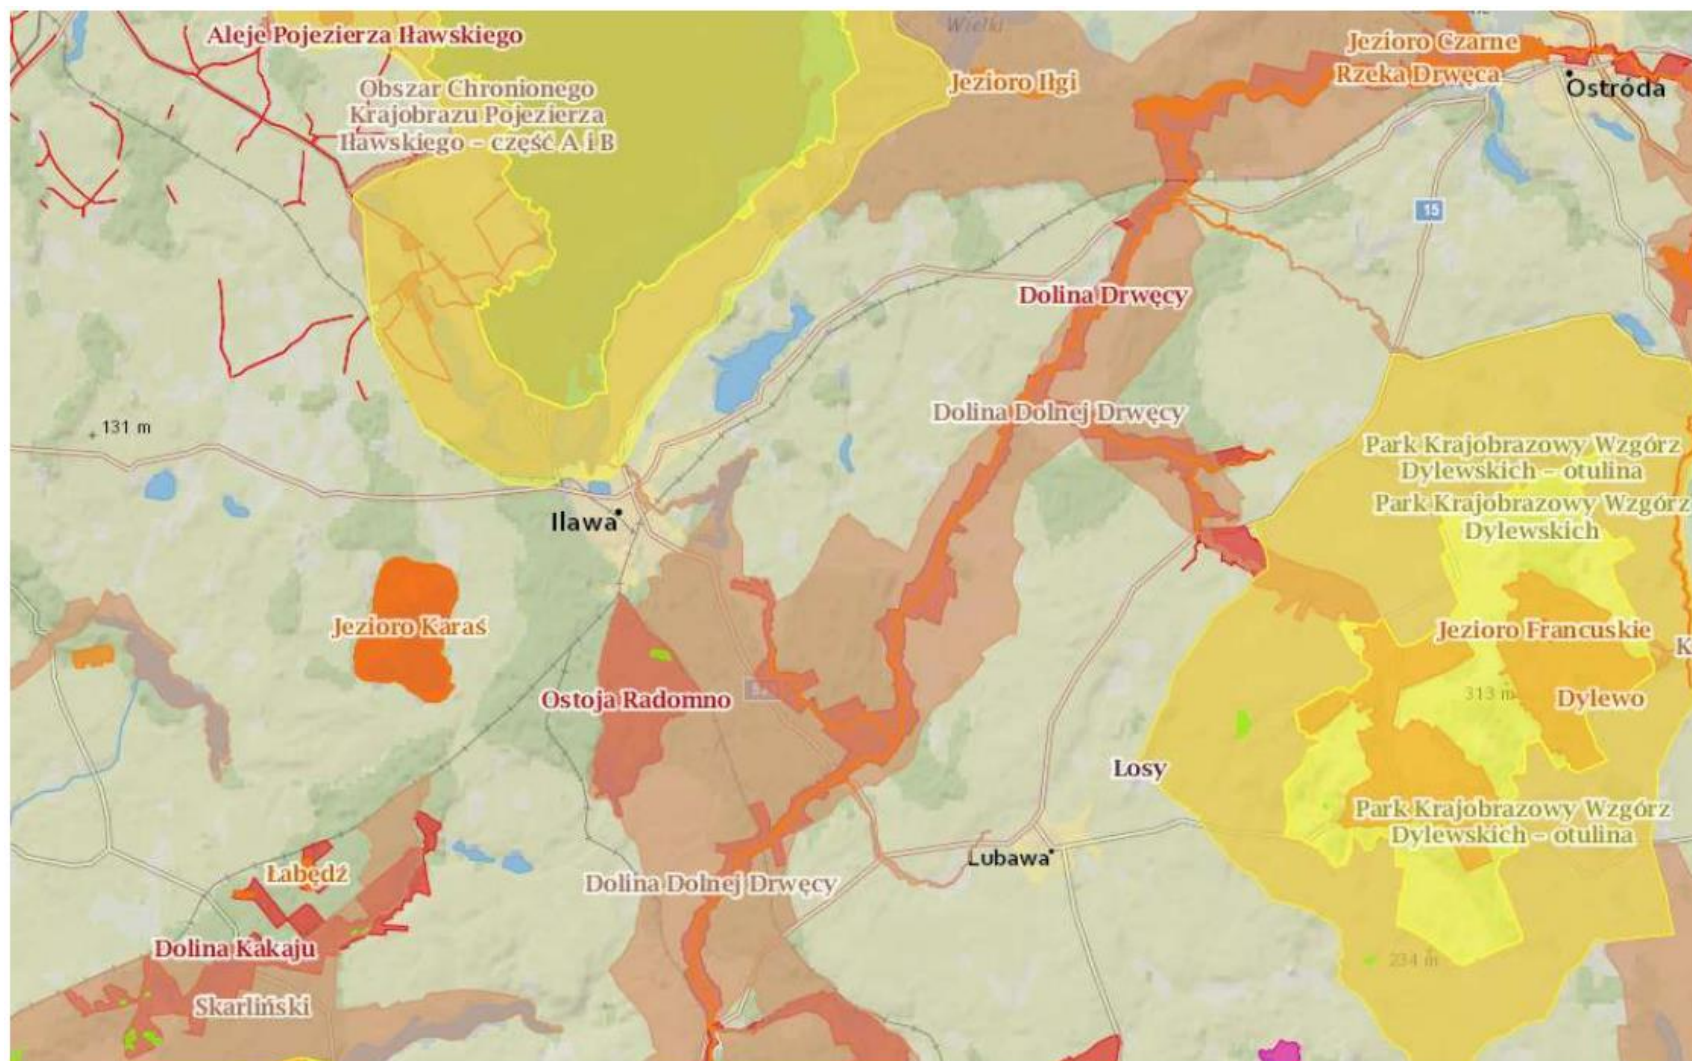 Wielki
Aleje Pojezierza Iławskiego
Jezioro Czarne
Obszar Chronionego
Krajobrazu Pojezierza
Iławskiego – część A i B
Jezioro Ilgi
Rzeka Drwęca
Ostróda
15
Dolina Drwęcy
Dolina Dolnej Drwęcy
131 m
Park Krajobrazowy Wzgórz
Dylewskich – otulina
Park Krajobrazowy Wzgórz
Dylewskich
Iława
Jezioro Karaś
Jezioro Francuskie
K
Ostoja Radomno
313 m
Dylewo
Losy
Park Krajobrazowy Wzgórz
Dylewskich – otulina
Lubawa
Łabędź
Dolina Dolnej Drwęcy
Dolina Kakaju
234 m
Skarliński